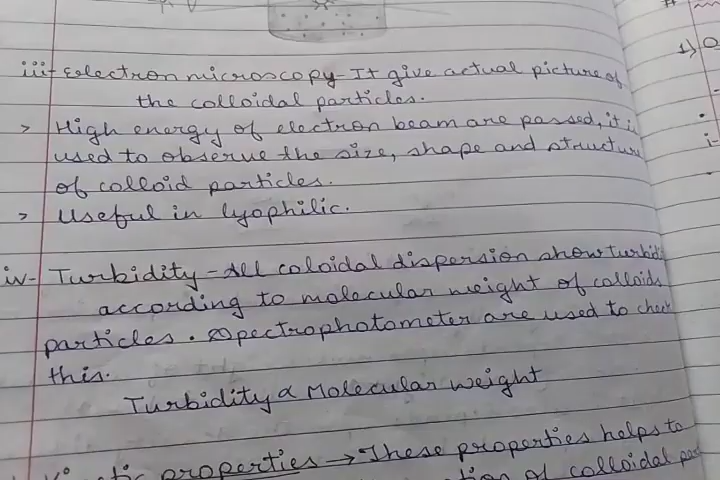 iii- Eelectron microscopy - It give actual picture of
the colloidal particles.
> High energy of electron beam are passed, it is
used to observe the size, shape and structure
of colloid particles.
> Useful in lyophilic.
iv- Turbidity - All coloidal dispersion show turbidi
according to molecular weight of colloids
particles. Spectrophotometer are used to check
this.
Turbidity ∝ Molecular weight
properties → These properties helps to
of colloidal
1)
i-